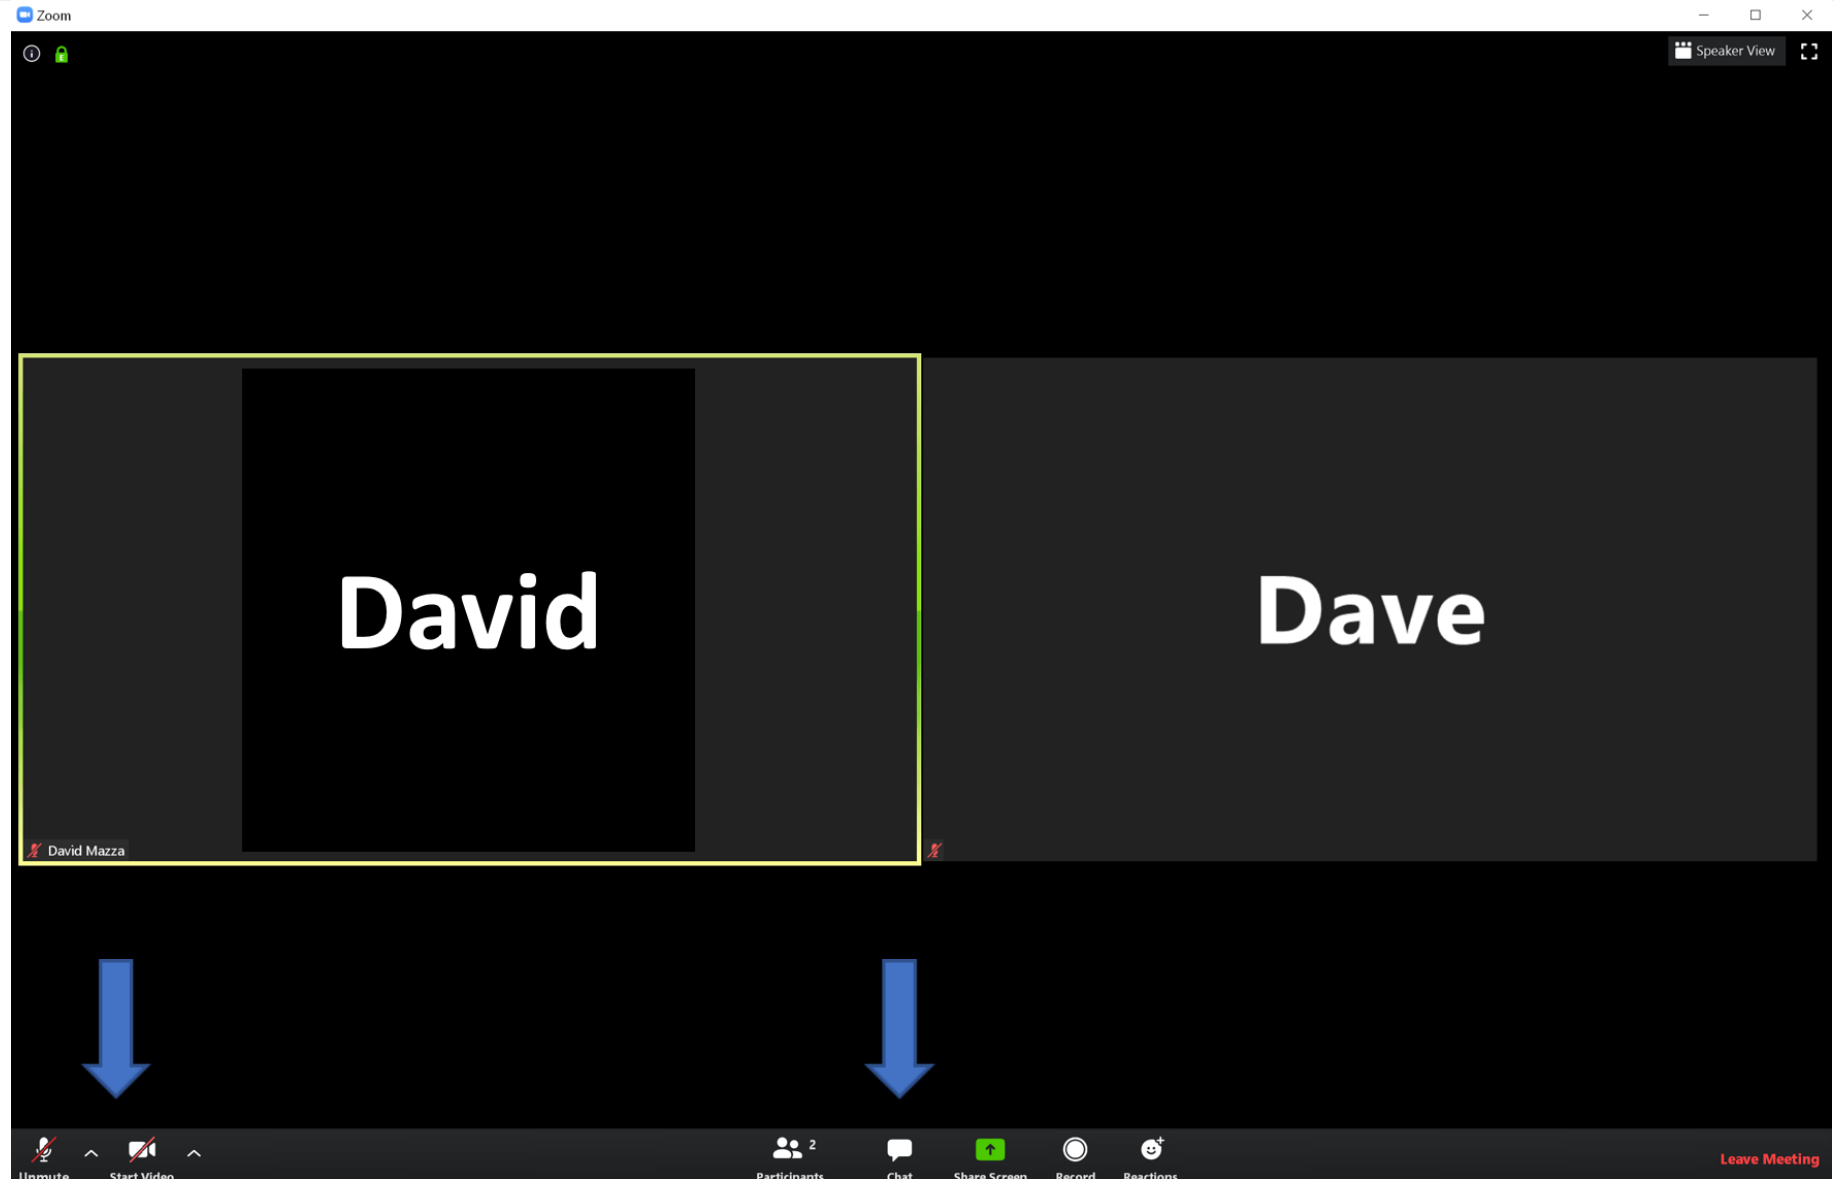 Zoom
Speaker View
David
Dave
David Mazza
2
Unmute Start Video Participants Chat Share Screen Record Reactions
Leave Meeting